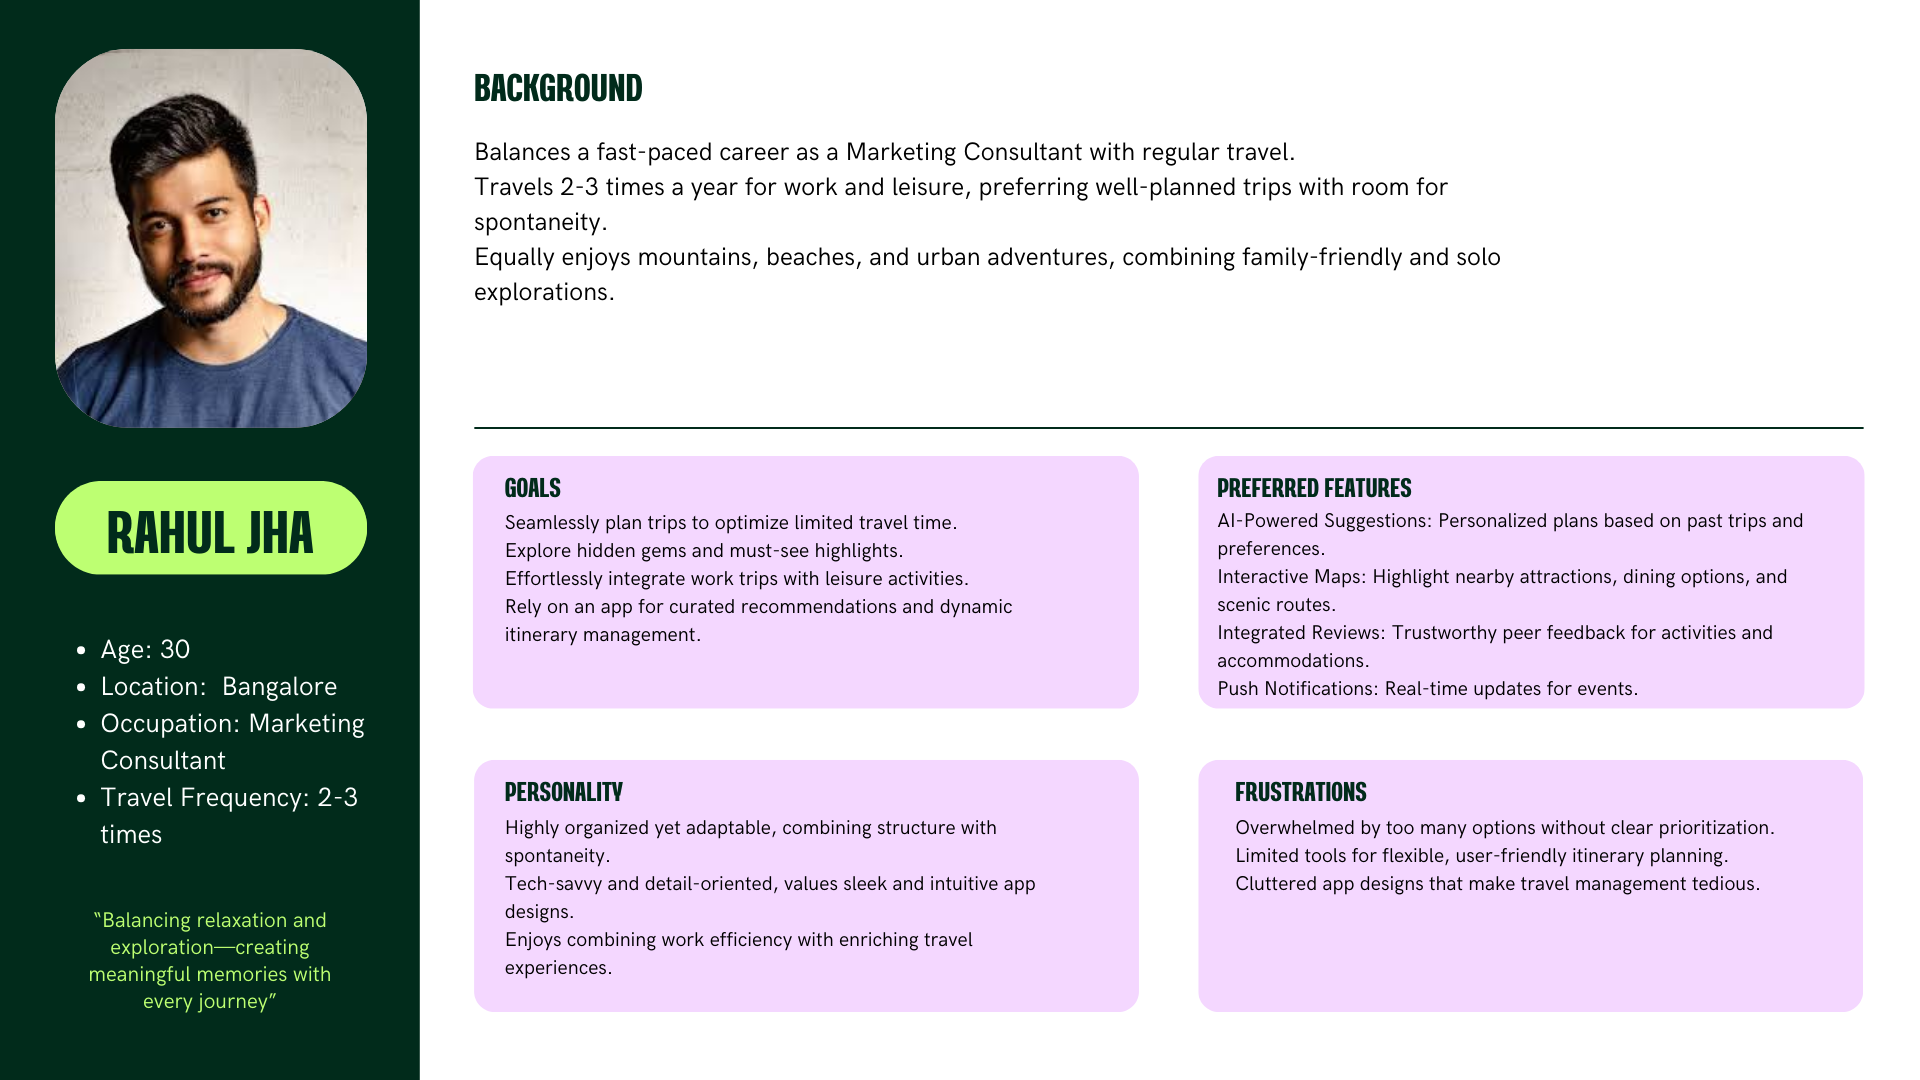 RAHUL JHA
• Age: 30
• Location:  Bangalore
• Occupation: Marketing
Consultant
• Travel Frequency: 2-3
times
“Balancing relaxation and
exploration—creating
meaningful memories with
every journey”
BACKGROUND
Balances a fast-paced career as a Marketing Consultant with regular travel.
Travels 2-3 times a year for work and leisure, preferring well-planned trips with room for
spontaneity.
Equally enjoys mountains, beaches, and urban adventures, combining family-friendly and solo
explorations.
GOALS
Seamlessly plan trips to optimize limited travel time.
Explore hidden gems and must-see highlights.
Effortlessly integrate work trips with leisure activities.
Rely on an app for curated recommendations and dynamic
itinerary management.
PREFERRED FEATURES
AI-Powered Suggestions: Personalized plans based on past trips and
preferences.
Interactive Maps: Highlight nearby attractions, dining options, and
scenic routes.
Integrated Reviews: Trustworthy peer feedback for activities and
accommodations.
Push Notifications: Real-time updates for events.
PERSONALITY
Highly organized yet adaptable, combining structure with
spontaneity.
Tech-savvy and detail-oriented, values sleek and intuitive app
designs.
Enjoys combining work efficiency with enriching travel
experiences.
FRUSTRATIONS
Overwhelmed by too many options without clear prioritization.
Limited tools for flexible, user-friendly itinerary planning.
Cluttered app designs that make travel management tedious.